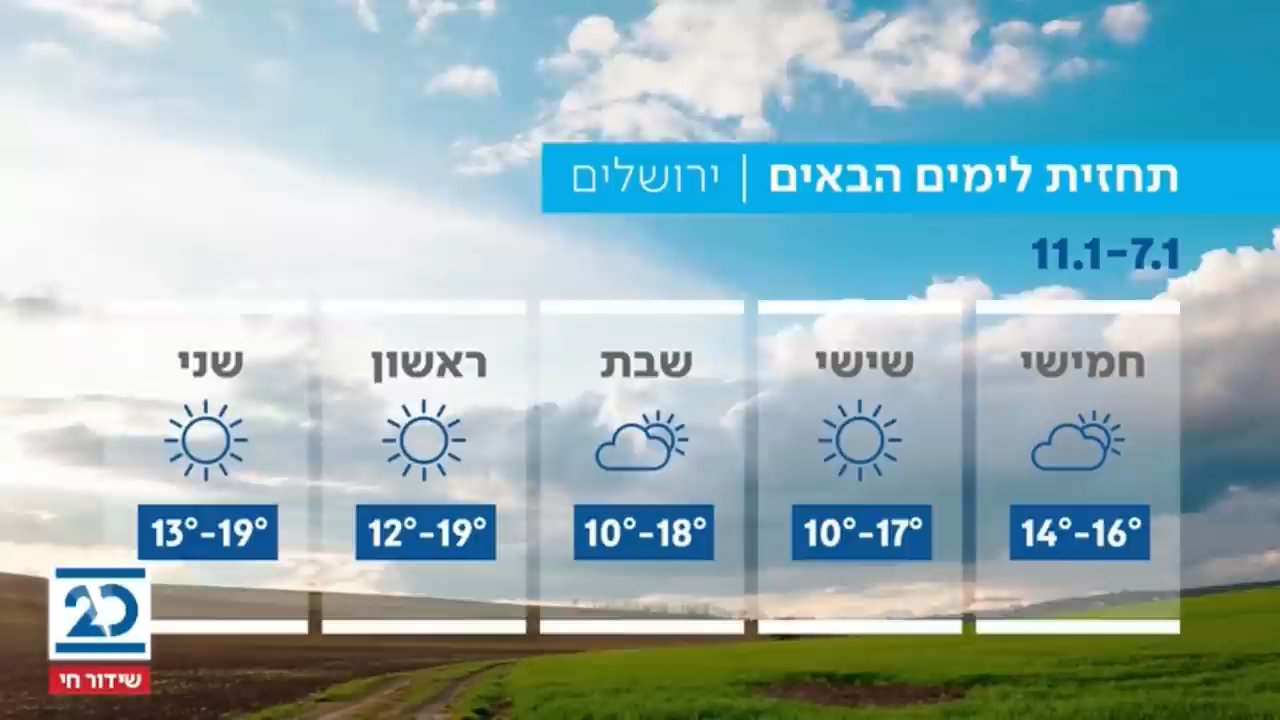 תחזית לימים הבאים | ירושלים
11.1-7.1
חמישי שישי שבת ראשון שני
14°-16° 10°-17° 10°-18° 12°-19° 13°-19°
20
שידור חי